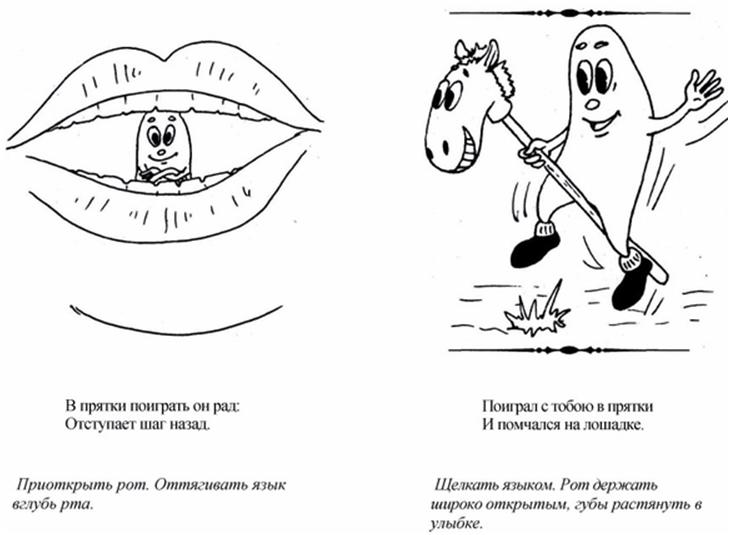 В прятки поиграть он рад:
Отступает шаг назад.
Приоткрыть рот. Оттягивать язык
вглубь рта.
Поиграл с тобою в прятки
И помчался на лошадке.
Щелкать языком. Рот держать
широко открытым, губы растянуть в
улыбке.